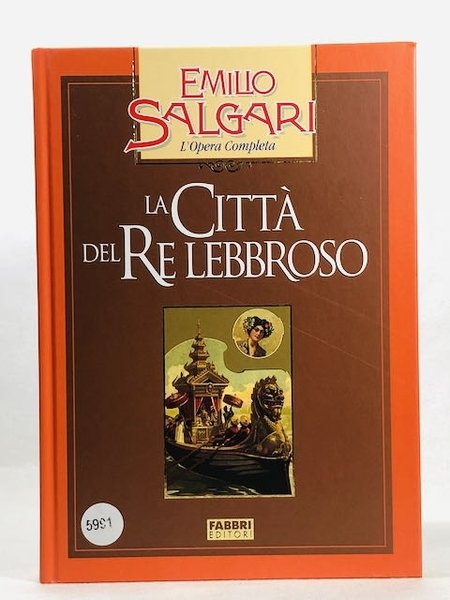 EMILIO
SALGARI
L'Opera Completa
LA CITTÀ
DEL RE LEBBROSO
5991
FABBRI
EDITORI